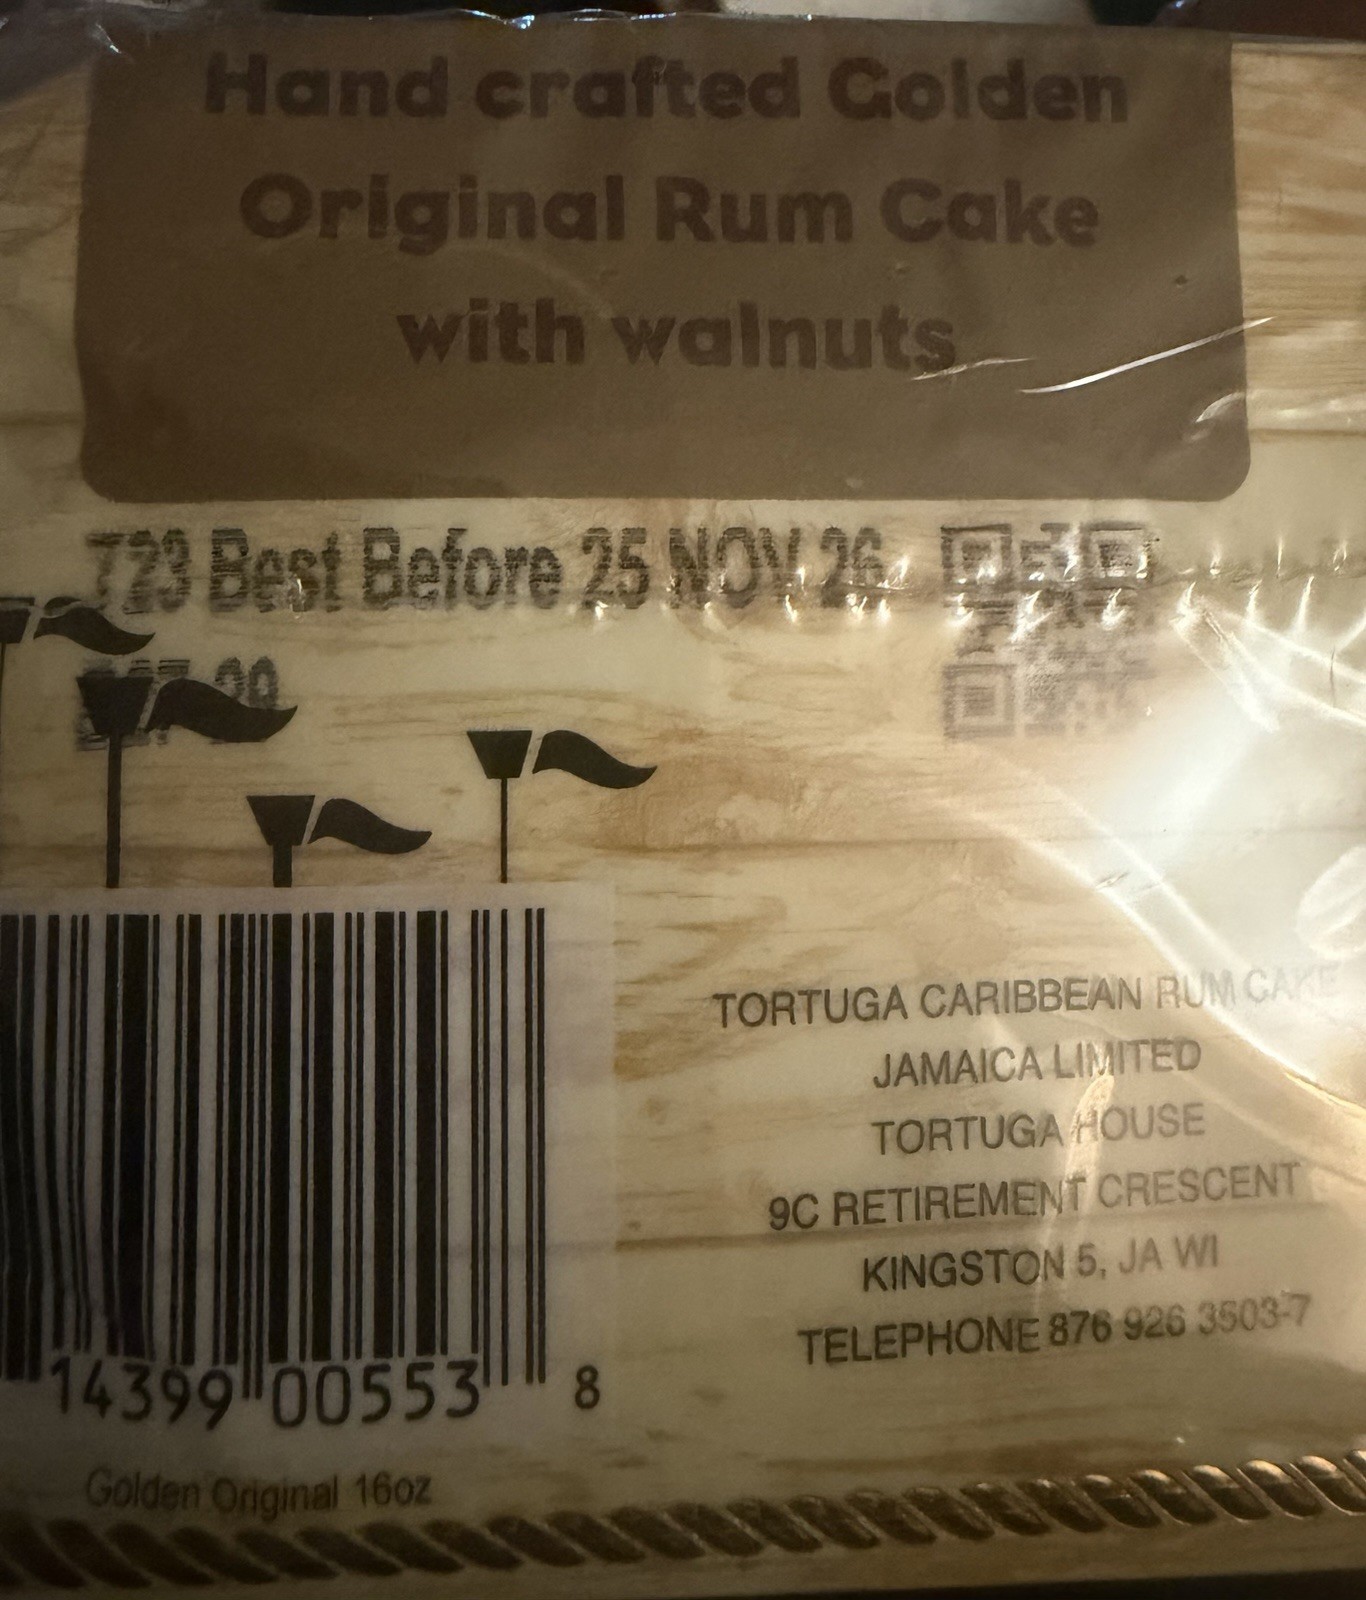 Hand crafted Golden
Original Rum Cake
with walnuts
T23 Best Before 25 NOV 26
TORTUGA CARIBBEAN RUM CAKE
JAMAICA LIMITED
TORTUGA HOUSE
9C RETIREMENT CRESCENT
KINGSTON 5, JA WI
TELEPHONE 876 926 3503-7
14399 00553 8
Golden Original 16oz